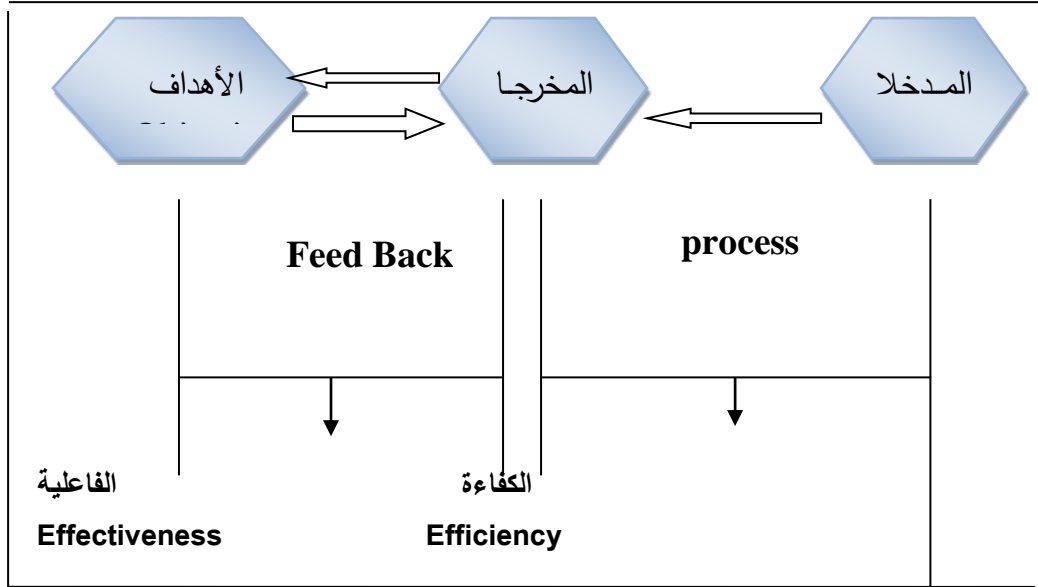 المدخلا
المخرجا
الأهداف
process
Feed Back
الكفاءة
الفاعلية
Efficiency
Effectiveness